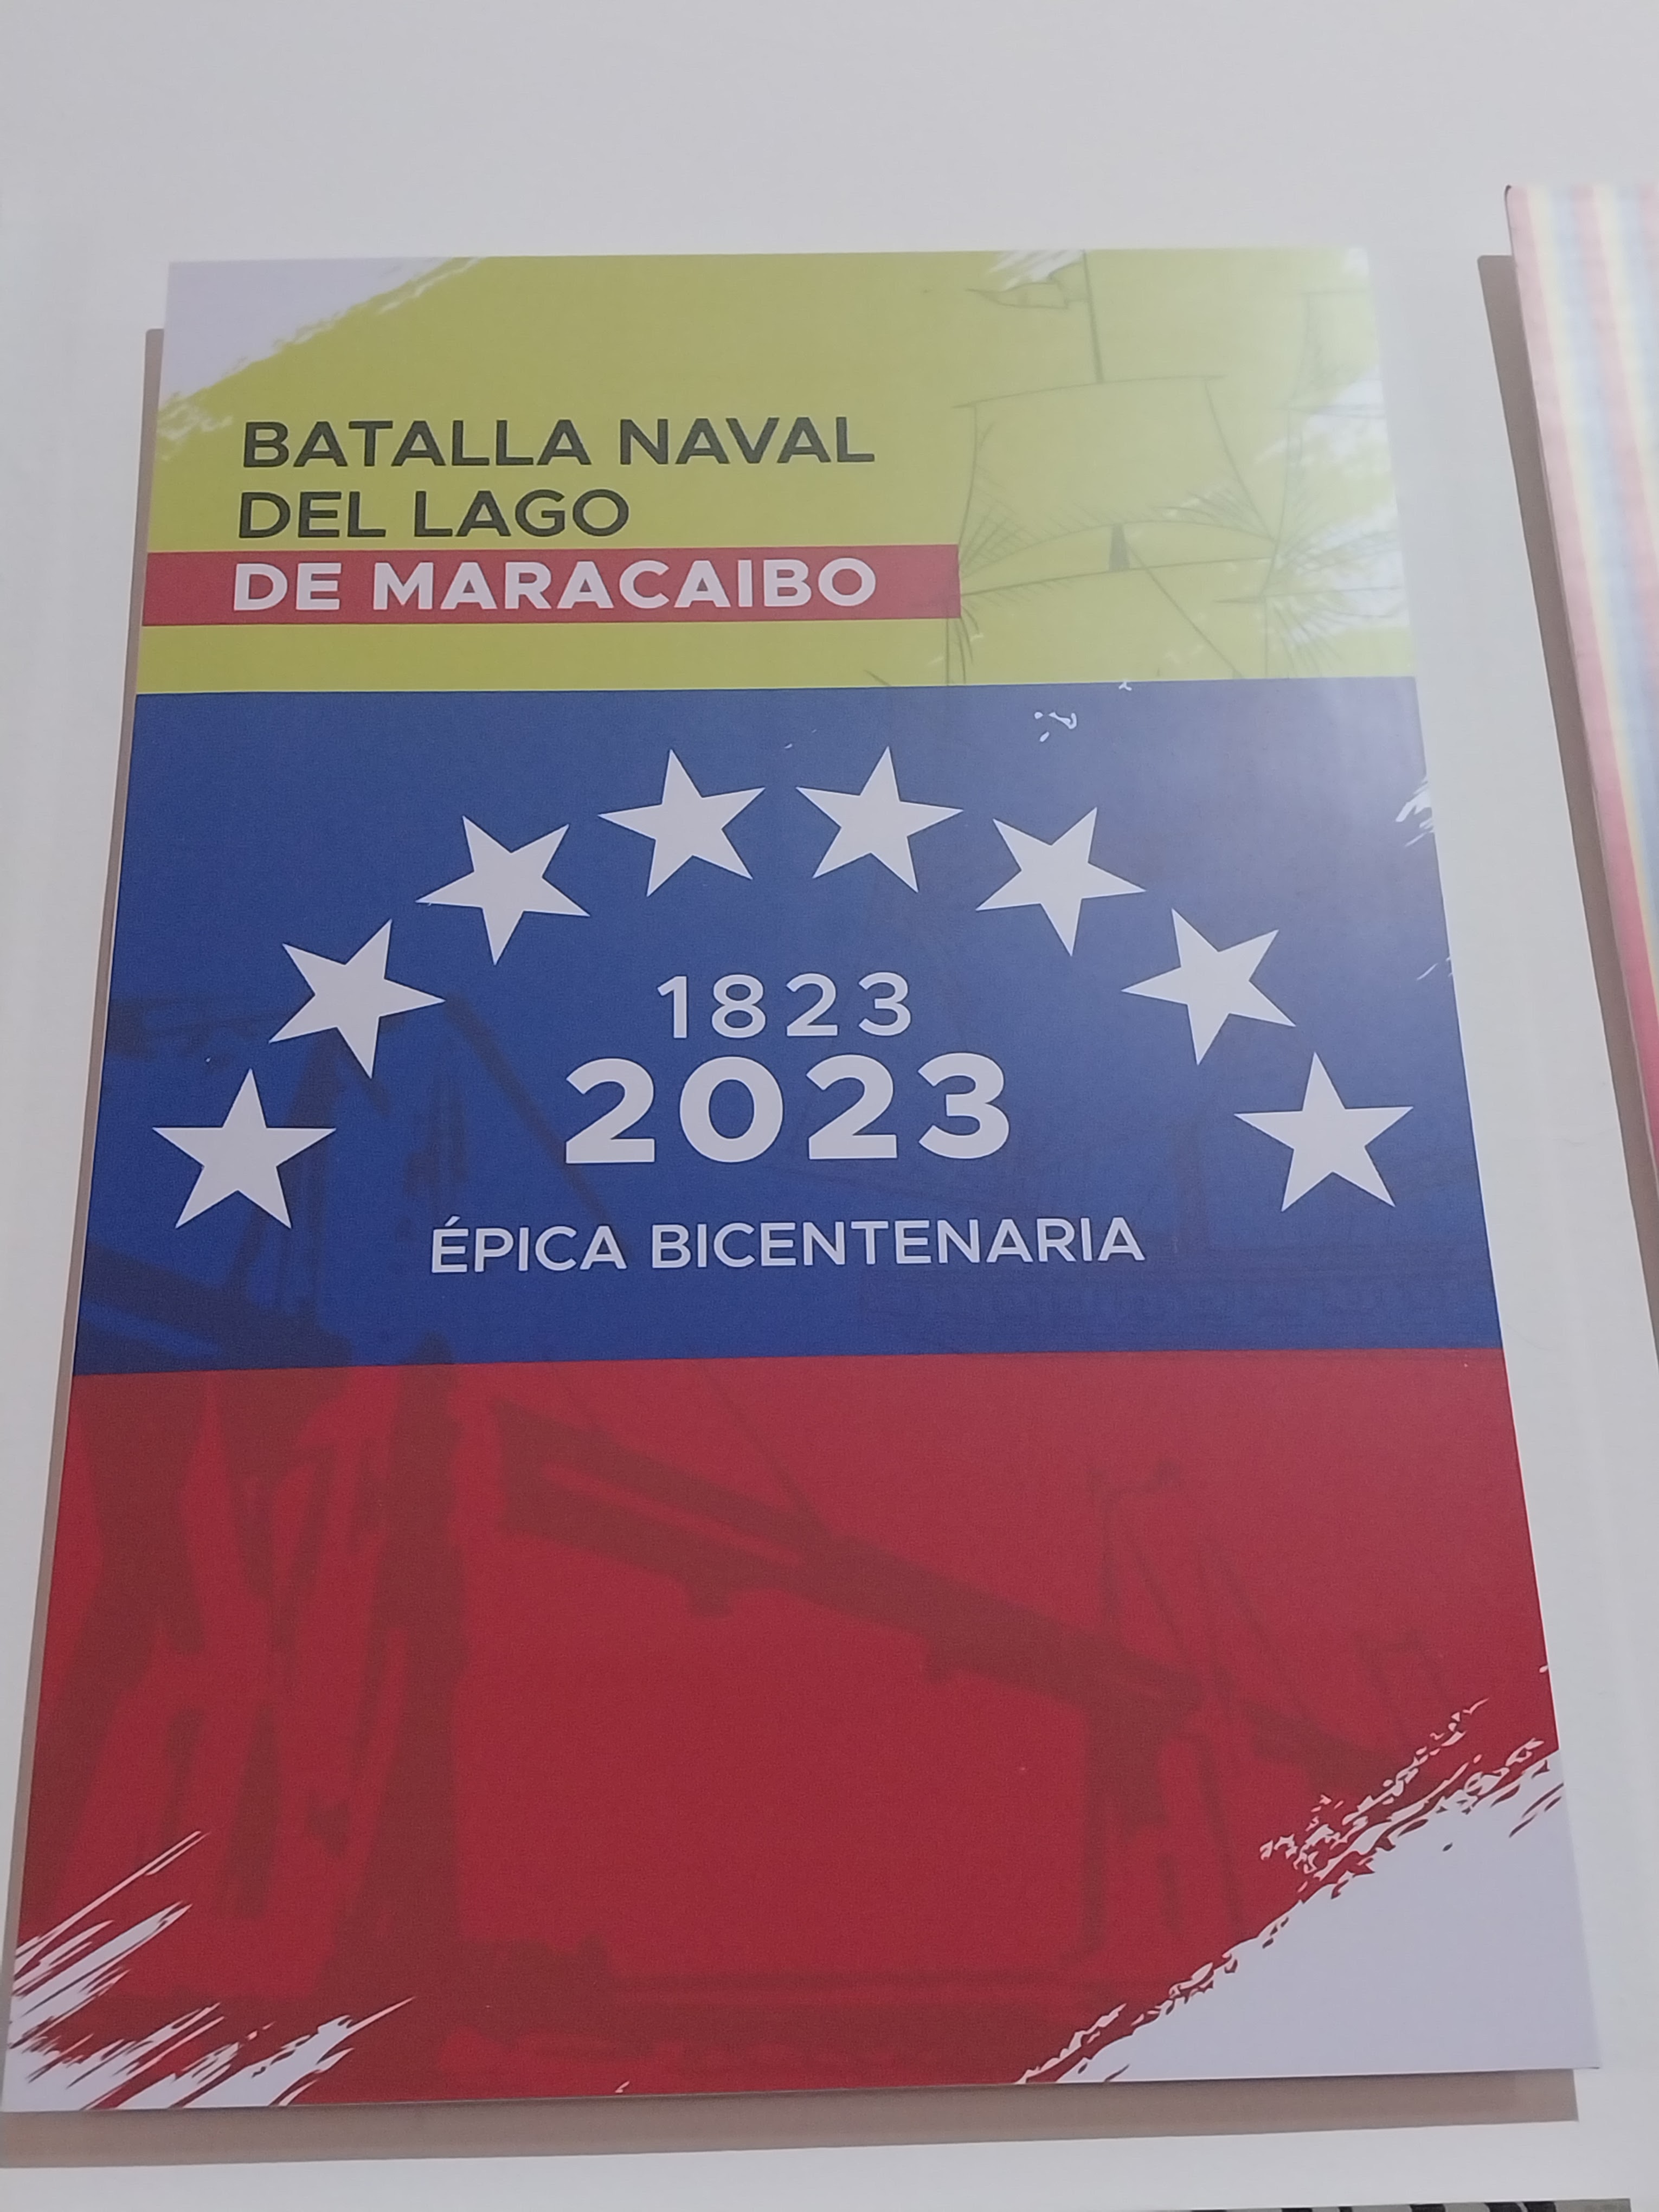 BATALLA NAVAL
DEL LAGO
DE MARACAIBO
1823
2023
ÉPICA BICENTENARIA